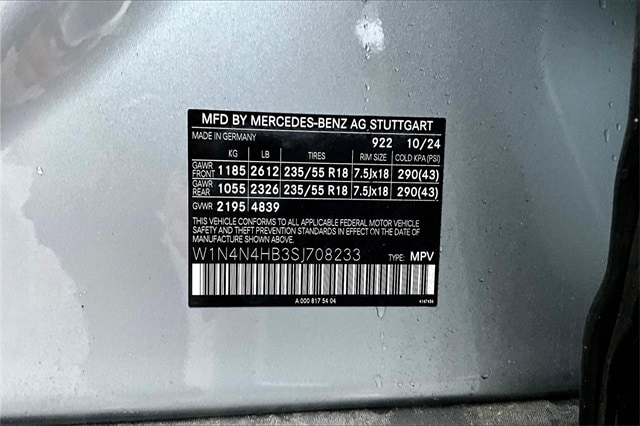 MFD BY MERCEDES-BENZ AG STUTTGART
MADE IN GERMANY 922 10/24
KG LB TIRES RIM SIZE COLD KPA (PSI)
GAWR FRONT 1185 2612 235/55 R18 7.5Jx18 290(43)
GAWR REAR 1055 2326 235/55 R18 7.5Jx18 290(43)
GVWR 2195 4839
THIS VEHICLE CONFORMS TO ALL APPLICABLE FEDERAL MOTOR VEHICLE
SAFETY AND THEFT PREVENTION STANDARDS IN EFFECT ON THE DATE OF
MANUFACTURE SHOWN ABOVE.
W1N4N4HB3SJ708233 TYPE: MPV
A 000 817 54 04